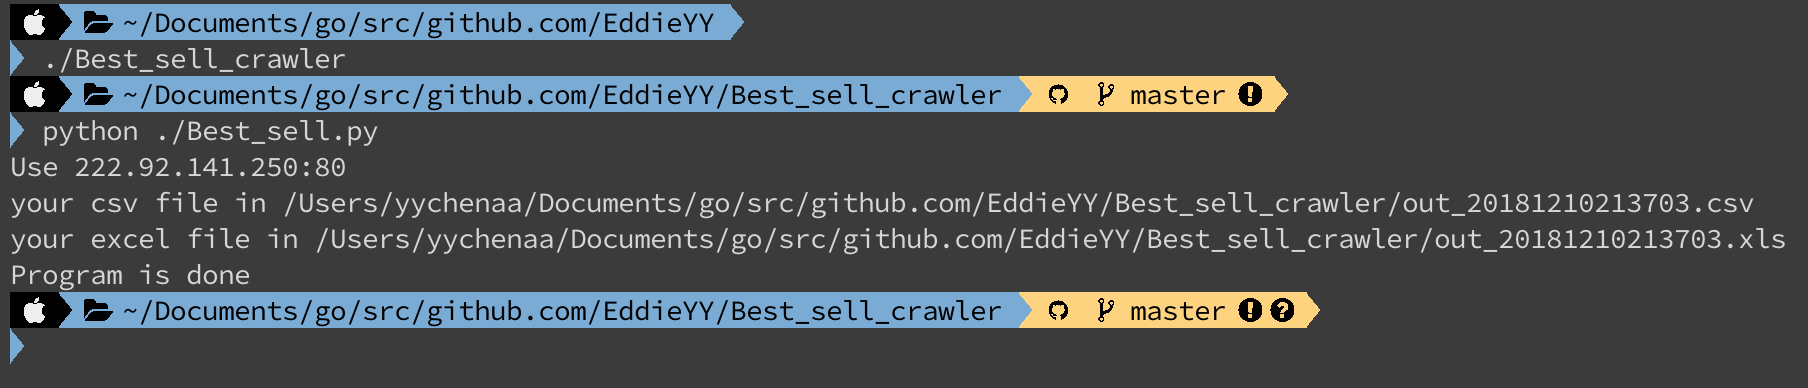 ~/Documents/go/src/github.com/EddieYY
./Best_sell_crawler
~/Documents/go/src/github.com/EddieYY/Best_sell_crawler master !
python ./Best_sell.py
Use 222.92.141.250:80
your csv file in /Users/yychenaa/Documents/go/src/github.com/EddieYY/Best_sell_crawler/out_20181210213703.csv
your excel file in /Users/yychenaa/Documents/go/src/github.com/EddieYY/Best_sell_crawler/out_20181210213703.xls
Program is done
~/Documents/go/src/github.com/EddieYY/Best_sell_crawler master ! ?